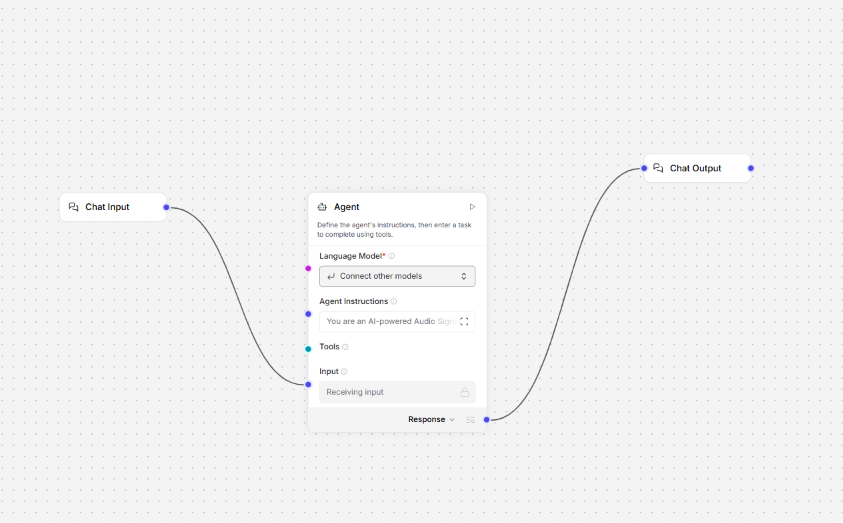 Chat Input
Agent
Define the agent's instructions, then enter a task
to complete using tools.
Language Model*
Connect other models
Agent Instructions
You are an AI-powered Audio Sign
Tools
Input
Receiving input
Response
Chat Output